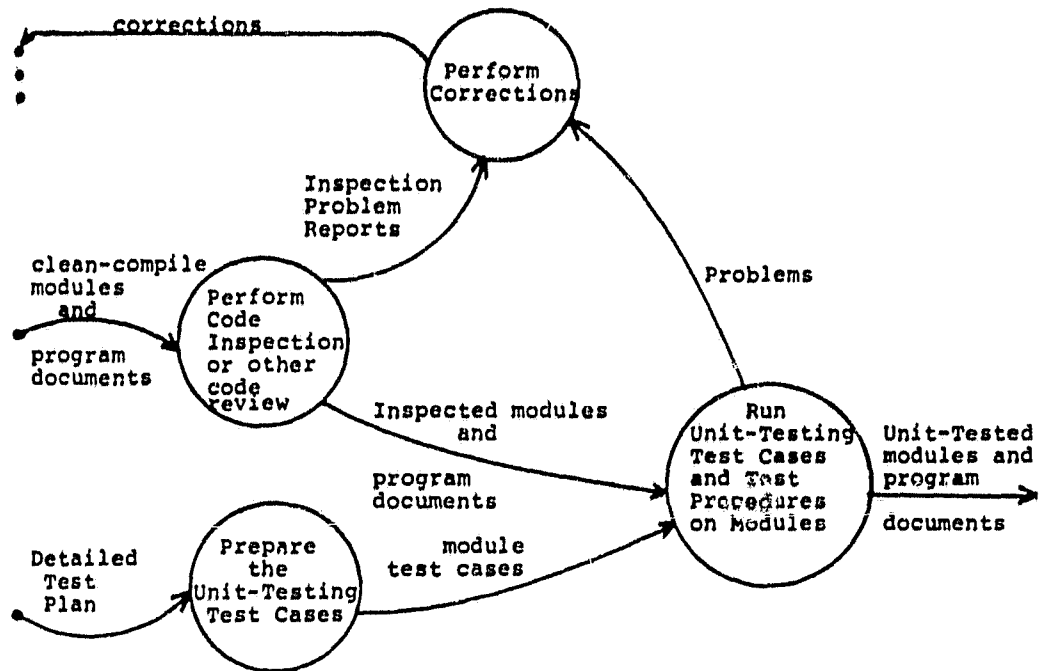 corrections
Perform
Corrections
Inspection
Problem
Reports
clean-compile
modules
and
program
documents
Perform
Code
Inspection
or other
code
review
Problems
Inspected modules
and
program
documents
Run
Unit-Testing
Test Cases
and Test
Procedures
on Modules
Unit-Tested
modules and
program
documents
Detailed
Test
Plan
Prepare
the
Unit-Testing
Test Cases
module
test cases